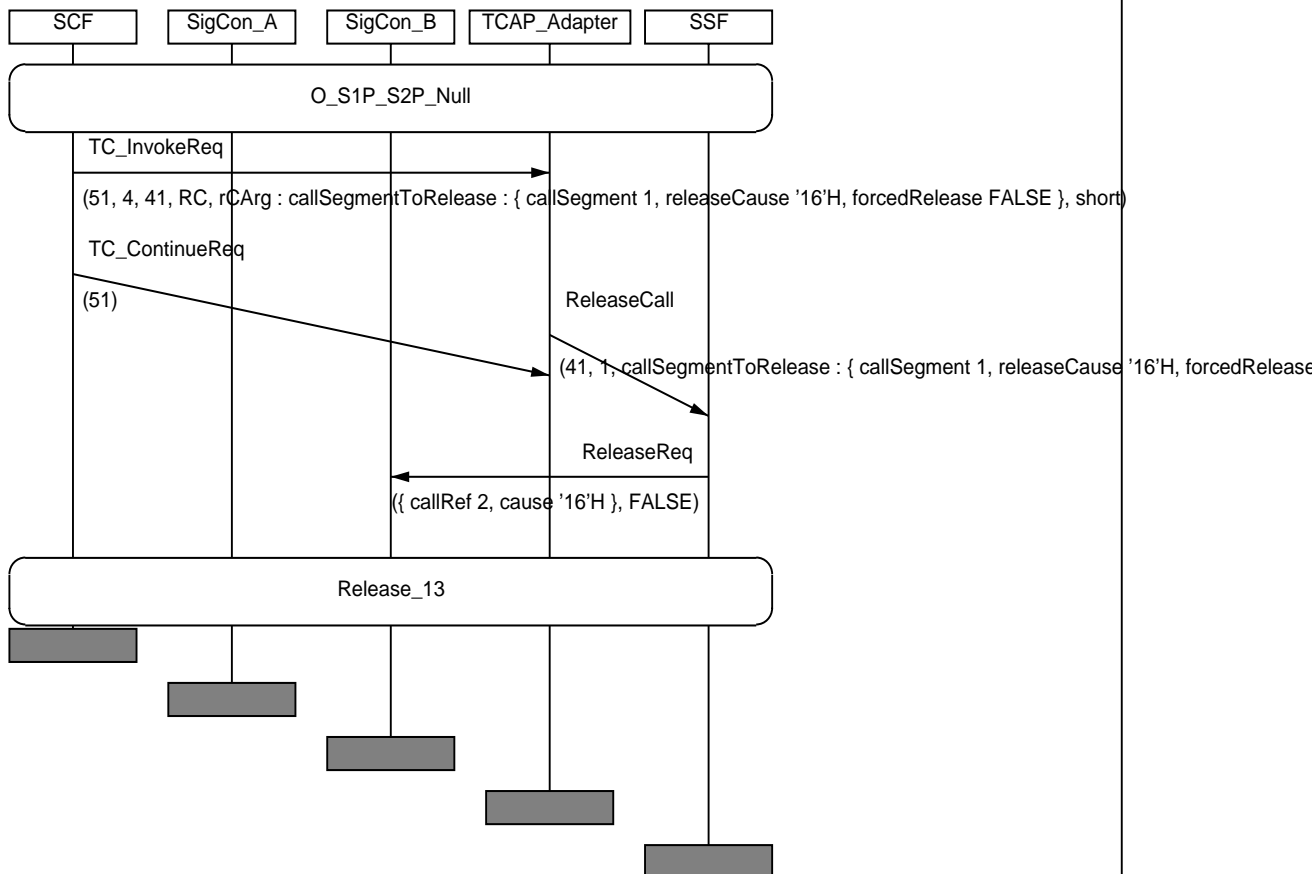 SCF SigCon_A SigCon_B TCAP_Adapter SSF
O_S1P_S2P_Null
TC_InvokeReq
(51, 4, 41, RC, rCArg : callSegmentToRelease : { callSegment 1, releaseCause '16'H, forcedRelease FALSE }, short)
TC_ContinueReq
(51)
ReleaseCall
(41, 1, callSegmentToRelease : { callSegment 1, releaseCause '16'H, forcedRelease
ReleaseReq
({ callRef 2, cause '16'H }, FALSE)
Release_13